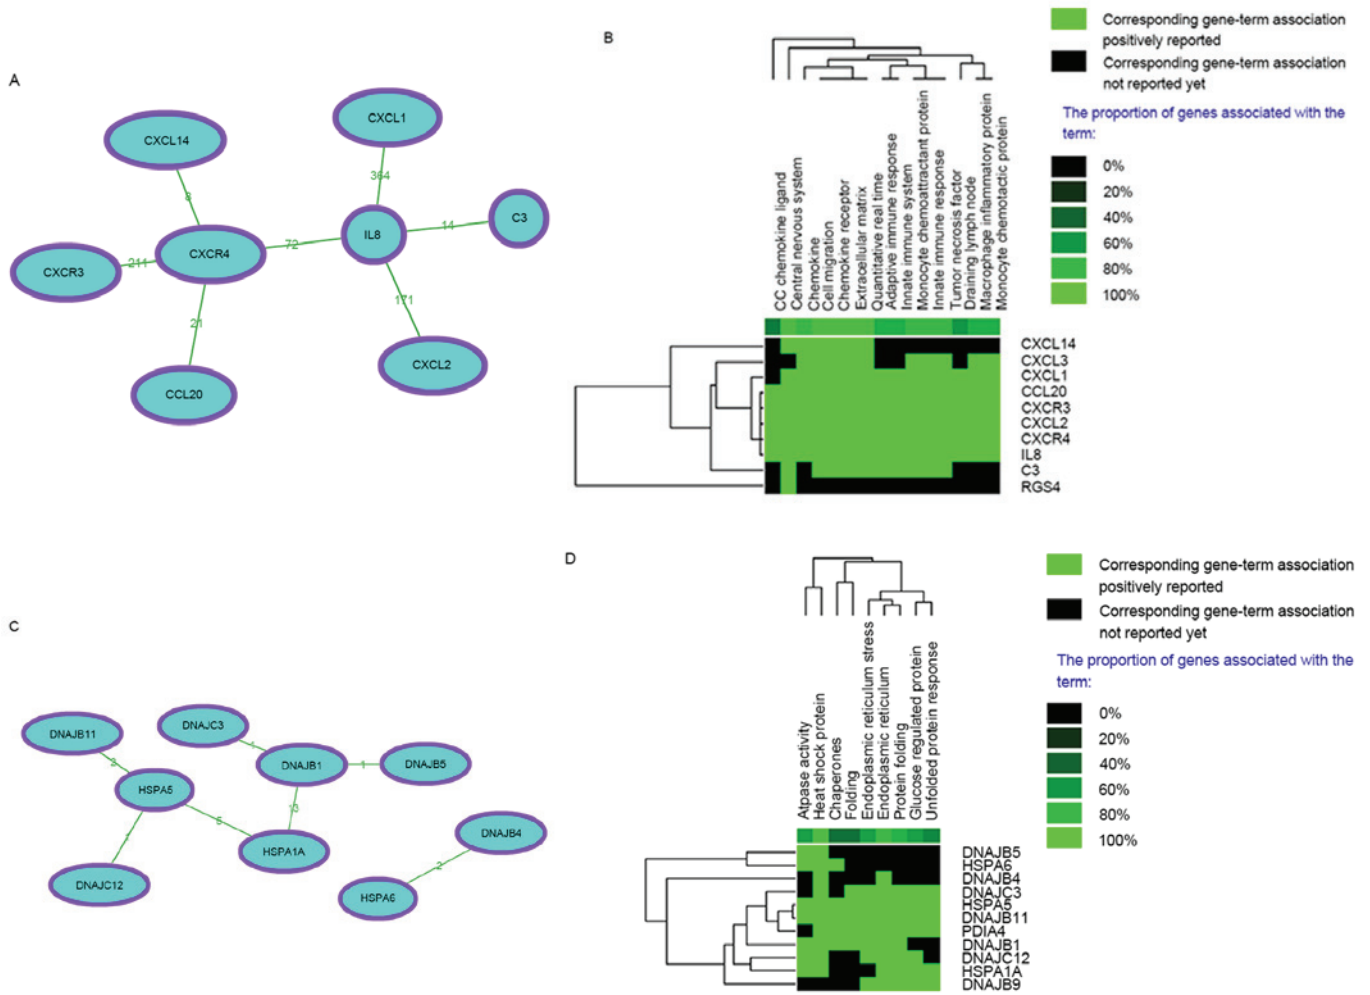 A
CXCL14
CXCL1
C3
IL8
CXCR4
CXCR3
CXCL2
CCL20
8
364
14
72
211
171
21
B
Corresponding gene-term association
positively reported
Corresponding gene-term association
not reported yet
The proportion of genes associated with the
term:
0%
20%
40%
60%
80%
100%
CC chemokine ligand
Central nervous system
Chemokine
Cell migration
Chemokine receptor
Extracellular matrix
Quantitative real time
Adaptive immune response
Innate immune system
Monocyte chemoattractant protein
Innate immune response
Tumor necrosis factor
Draining lymph node
Macrophage inflammatory protein
Monocyte chemotactic protein
CXCL14
CXCL3
CXCL1
CCL20
CXCR3
CXCL2
CXCR4
IL8
C3
RGS4
C
DNAJB11
DNAJC3
DNAJB1
DNAJB5
HSPA5
HSPA1A
DNAJB4
DNAJC12
HSPA6
2
1
1
13
5
2
D
Corresponding gene-term association
positively reported
Corresponding gene-term association
not reported yet
The proportion of genes associated with the
term:
0%
20%
40%
60%
80%
100%
Atpase activity
Heat shock protein
Chaperones
Folding
Endoplasmic reticulum stress
Endoplasmic reticulum
Protein folding
Glucose regulated protein
Unfolded protein response
DNAJB5
HSPA6
DNAJB4
DNAJC3
HSPA5
DNAJB11
PDIA4
DNAJB1
DNAJC12
HSPA1A
DNAJB9